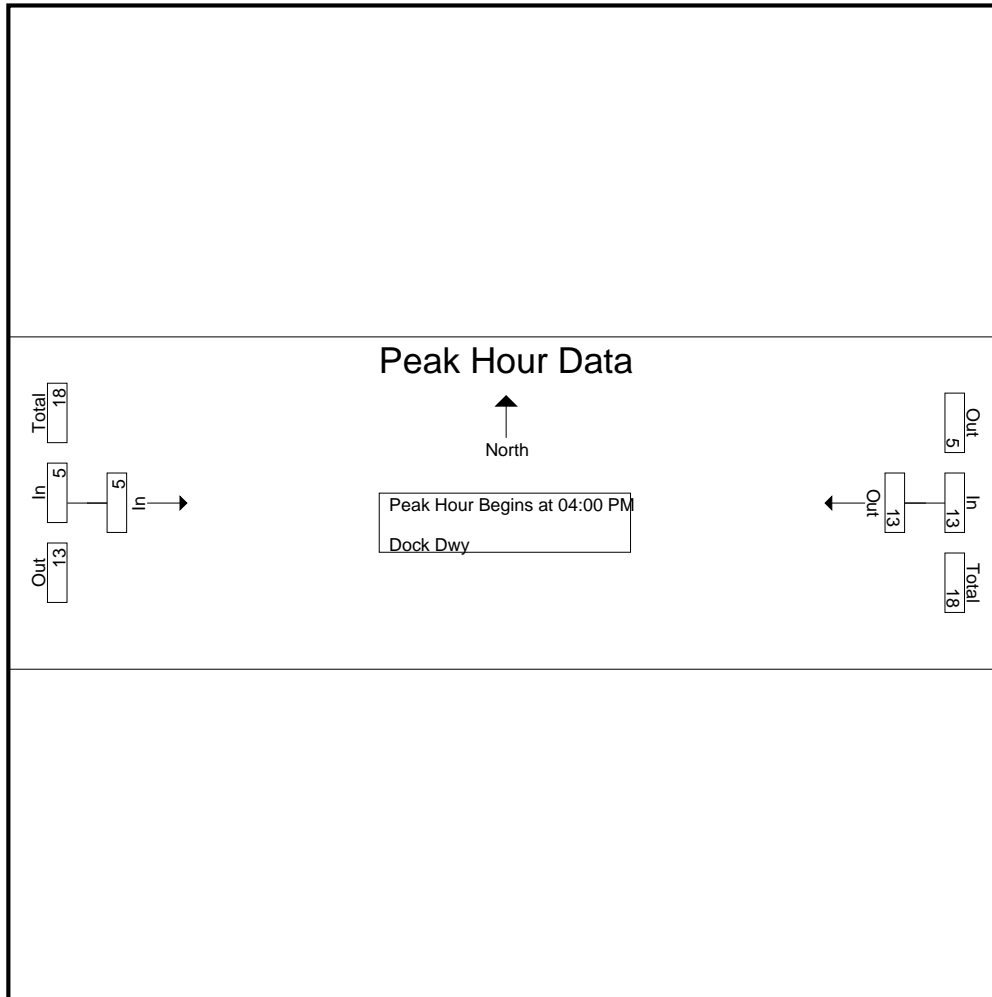 Peak Hour Data
North
Peak Hour Begins at 04:00 PM
Dock Dwy
Out
13
In
5
Total
18
In
5
Out
5
In
13
Total
18
Out
13